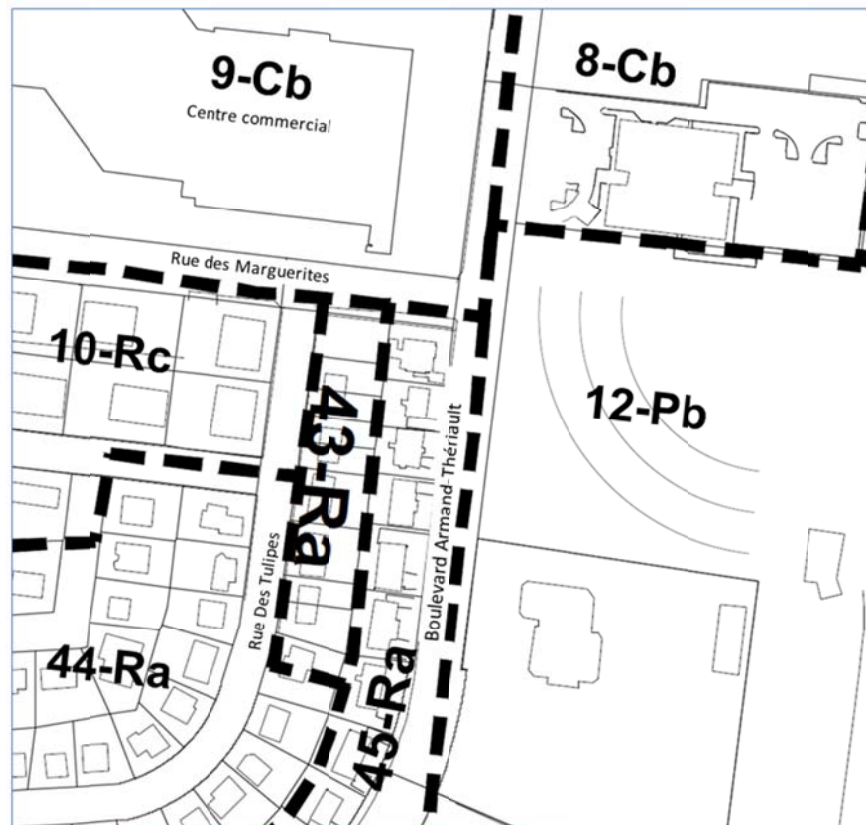 9-Cb
Centre commercial
8-Cb
Rue des Marguerites
10-Rc
43-Ra
12-Pb
Boulevard Armand-Thériault
Rue Des Tulipes
44-Ra
45-Ra